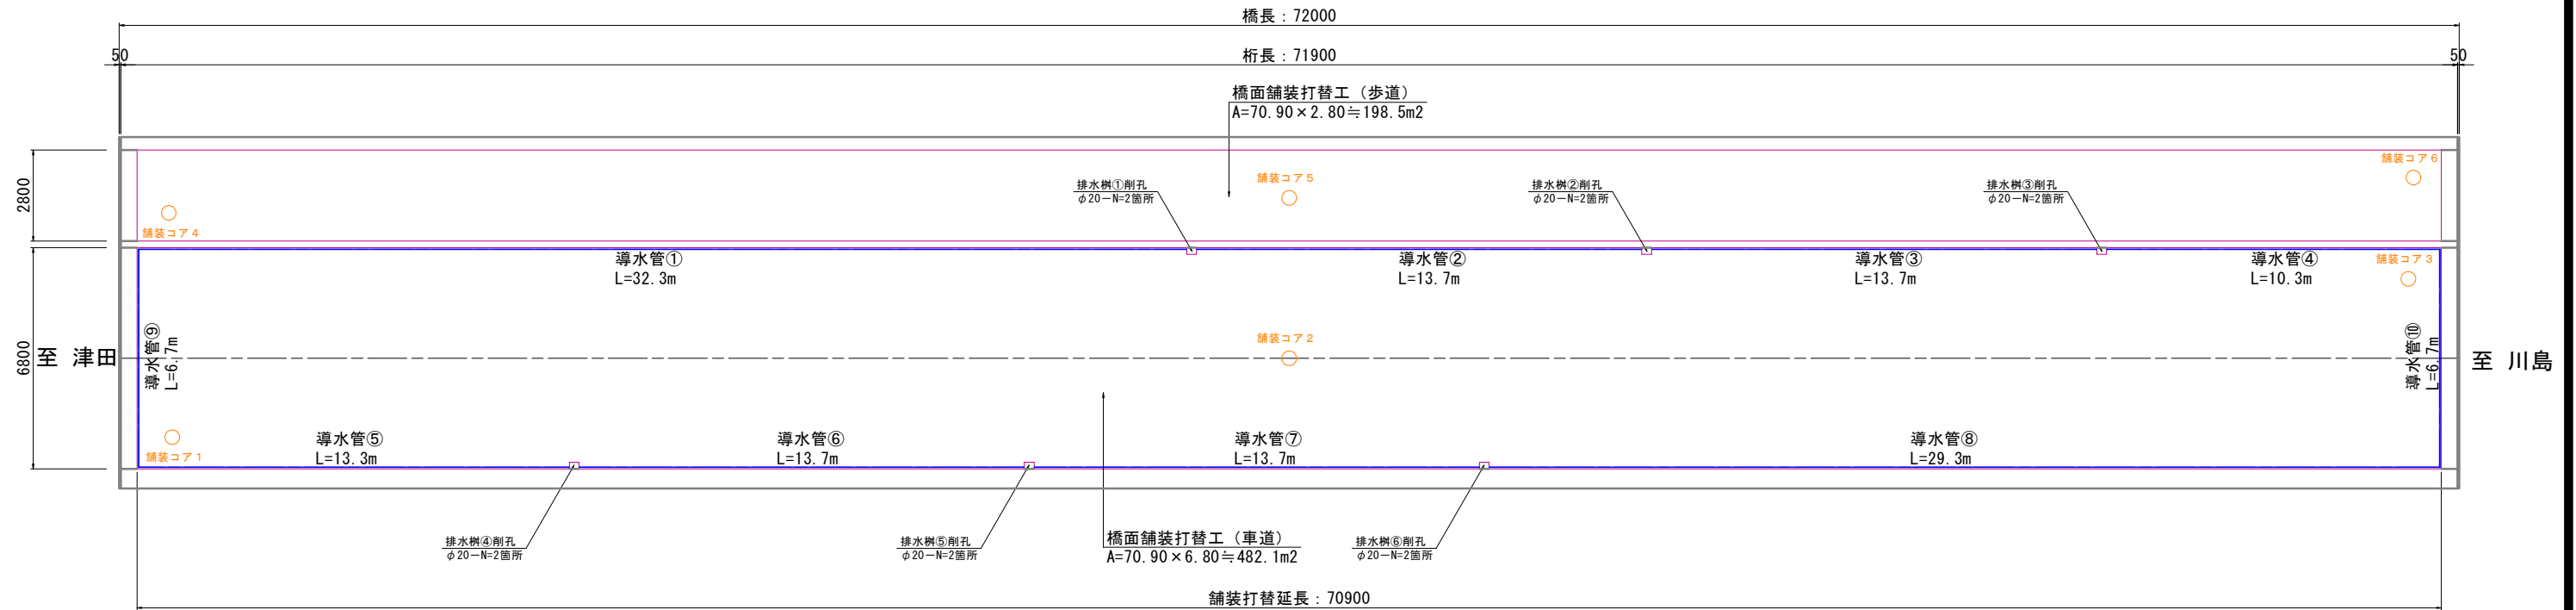 橋長：72000
50
桁長：71900
50
橋面舗装打替工（歩道）
A=70.90×2.80≒198.5m2
2800
舗装コア４
排水桝①削孔
φ20－N=2箇所
舗装コア５
排水桝②削孔
φ20－N=2箇所
排水桝③削孔
φ20－N=2箇所
舗装コア６
導水管①
L=32.3m
導水管②
L=13.7m
導水管③
L=13.7m
導水管④
L=10.3m
舗装コア３
6800
至 津田
導水管⑨
L=6.7m
舗装コア２
導水管⑩
L=6.7m
至 川島
舗装コア１
導水管⑤
L=13.3m
導水管⑥
L=13.7m
導水管⑦
L=13.7m
導水管⑧
L=29.3m
排水桝④削孔
φ20－N=2箇所
排水桝⑤削孔
φ20－N=2箇所
橋面舗装打替工（車道）
A=70.90×6.80≒482.1m2
排水桝⑥削孔
φ20－N=2箇所
舗装打替延長：70900